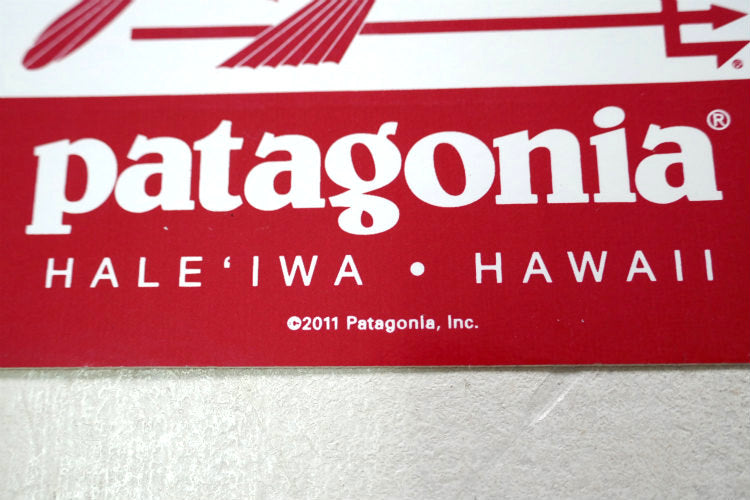 patagonia®
HALE‘IWA • HAWAII
©2011 Patagonia, Inc.